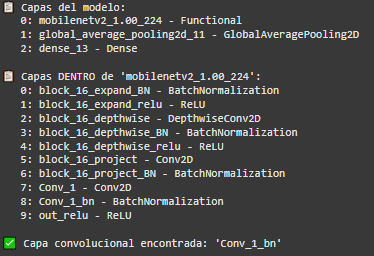 📋 Capas del modelo:
0: mobilenetv2_1.00_224 - Functional
1: global_average_pooling2d_11 - GlobalAveragePooling2D
2: dense_13 - Dense
📋 Capas DENTRO de 'mobilenetv2_1.00_224':
0: block_16_expand_BN - BatchNormalization
1: block_16_expand_relu - ReLU
2: block_16_depthwise - DepthwiseConv2D
3: block_16_depthwise_BN - BatchNormalization
4: block_16_depthwise_relu - ReLU
5: block_16_project - Conv2D
6: block_16_project_BN - BatchNormalization
7: Conv_1 - Conv2D
8: Conv_1_bn - BatchNormalization
9: out_relu - ReLU
✅ Capa convolucional encontrada: 'Conv_1_bn'